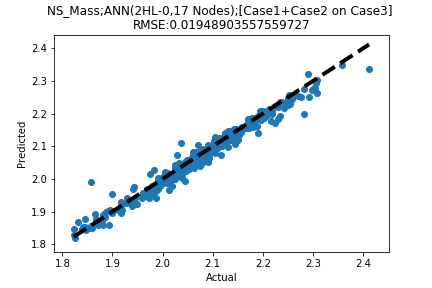 NS_Mass;ANN(2HL-0,17 Nodes);[Case1+Case2 on Case3]
RMSE:0.01948903557559727
2.4
2.3
2.2
2.1
2.0
1.9
1.8
Predicted
1.8 1.9 2.0 2.1 2.2 2.3 2.4
Actual